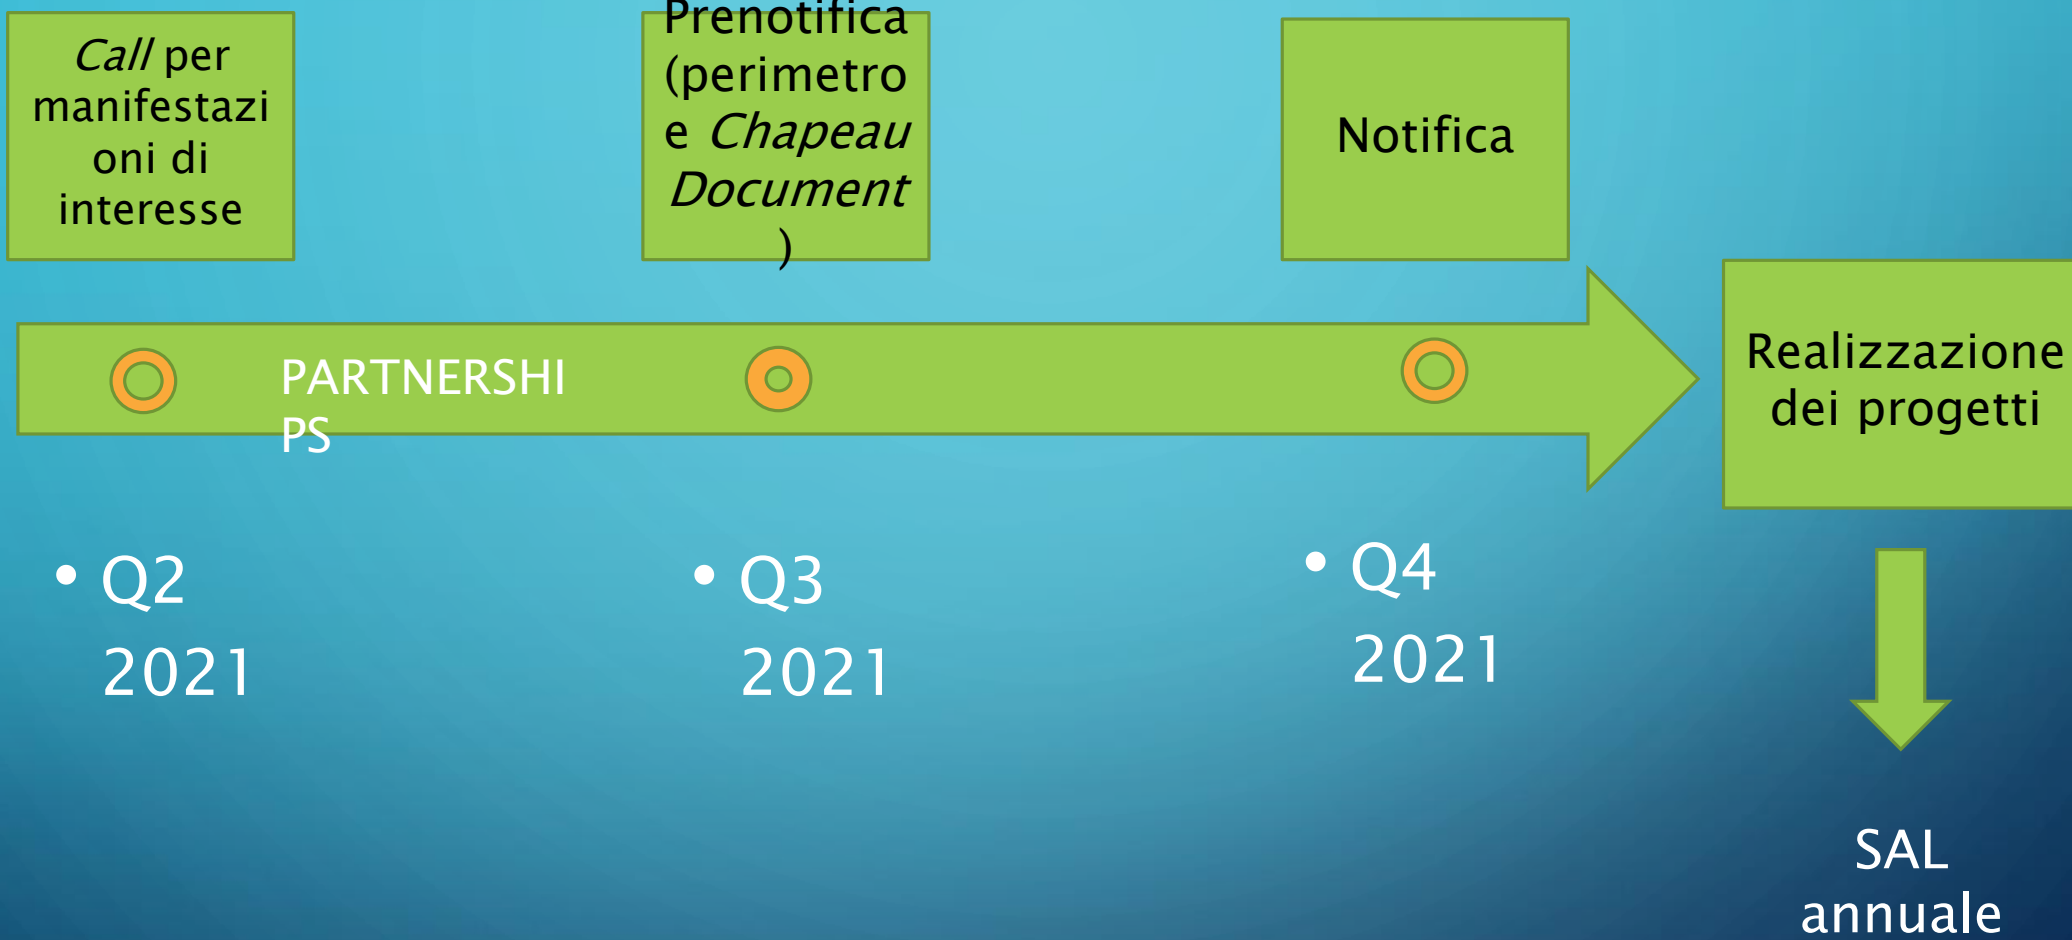 Call per
manifestazi
oni di
interesse
Prenotifica
(perimetro
e Chapeau
Document
)
Notifica
PARTNERSHI
PS
Realizzazione
dei progetti
• Q2
2021
• Q3
2021
• Q4
2021
SAL
annuale